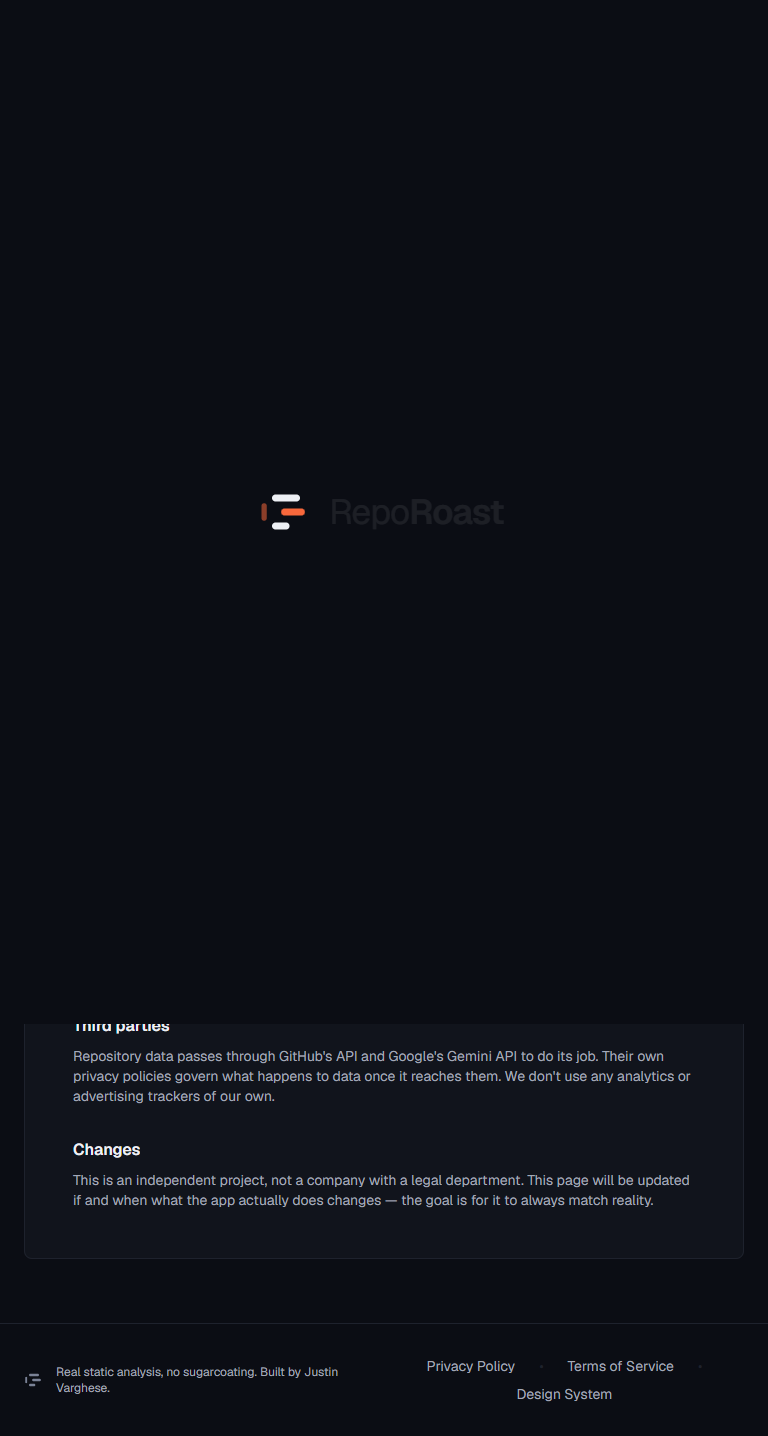 RepoRoast
Third parties
Repository data passes through GitHub's API and Google's Gemini API to do its job. Their own
privacy policies govern what happens to data once it reaches them. We don't use any analytics or
advertising trackers of our own.
Changes
This is an independent project, not a company with a legal department. This page will be updated
if and when what the app actually does changes — the goal is for it to always match reality.
Real static analysis, no sugarcoating. Built by Justin
Varghese.
Privacy Policy · Terms of Service ·
Design System